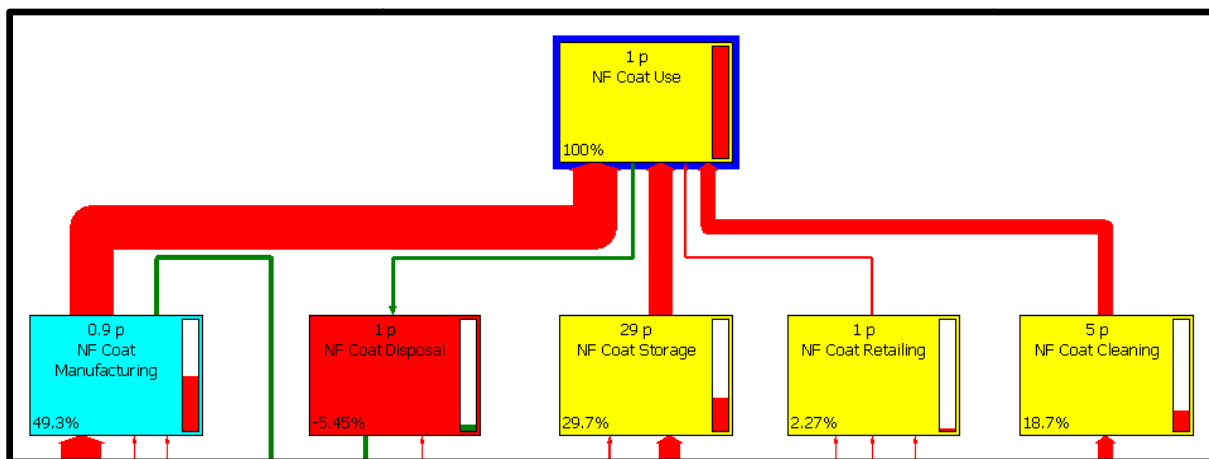 1 p
NF Coat Use
100%
0.9 p
NF Coat
Manufacturing
49.3%
1 p
NF Coat Disposal
-5.45%
29 p
NF Coat Storage
29.7%
1 p
NF Coat Retailing
2.27%
5 p
NF Coat Cleaning
18.7%